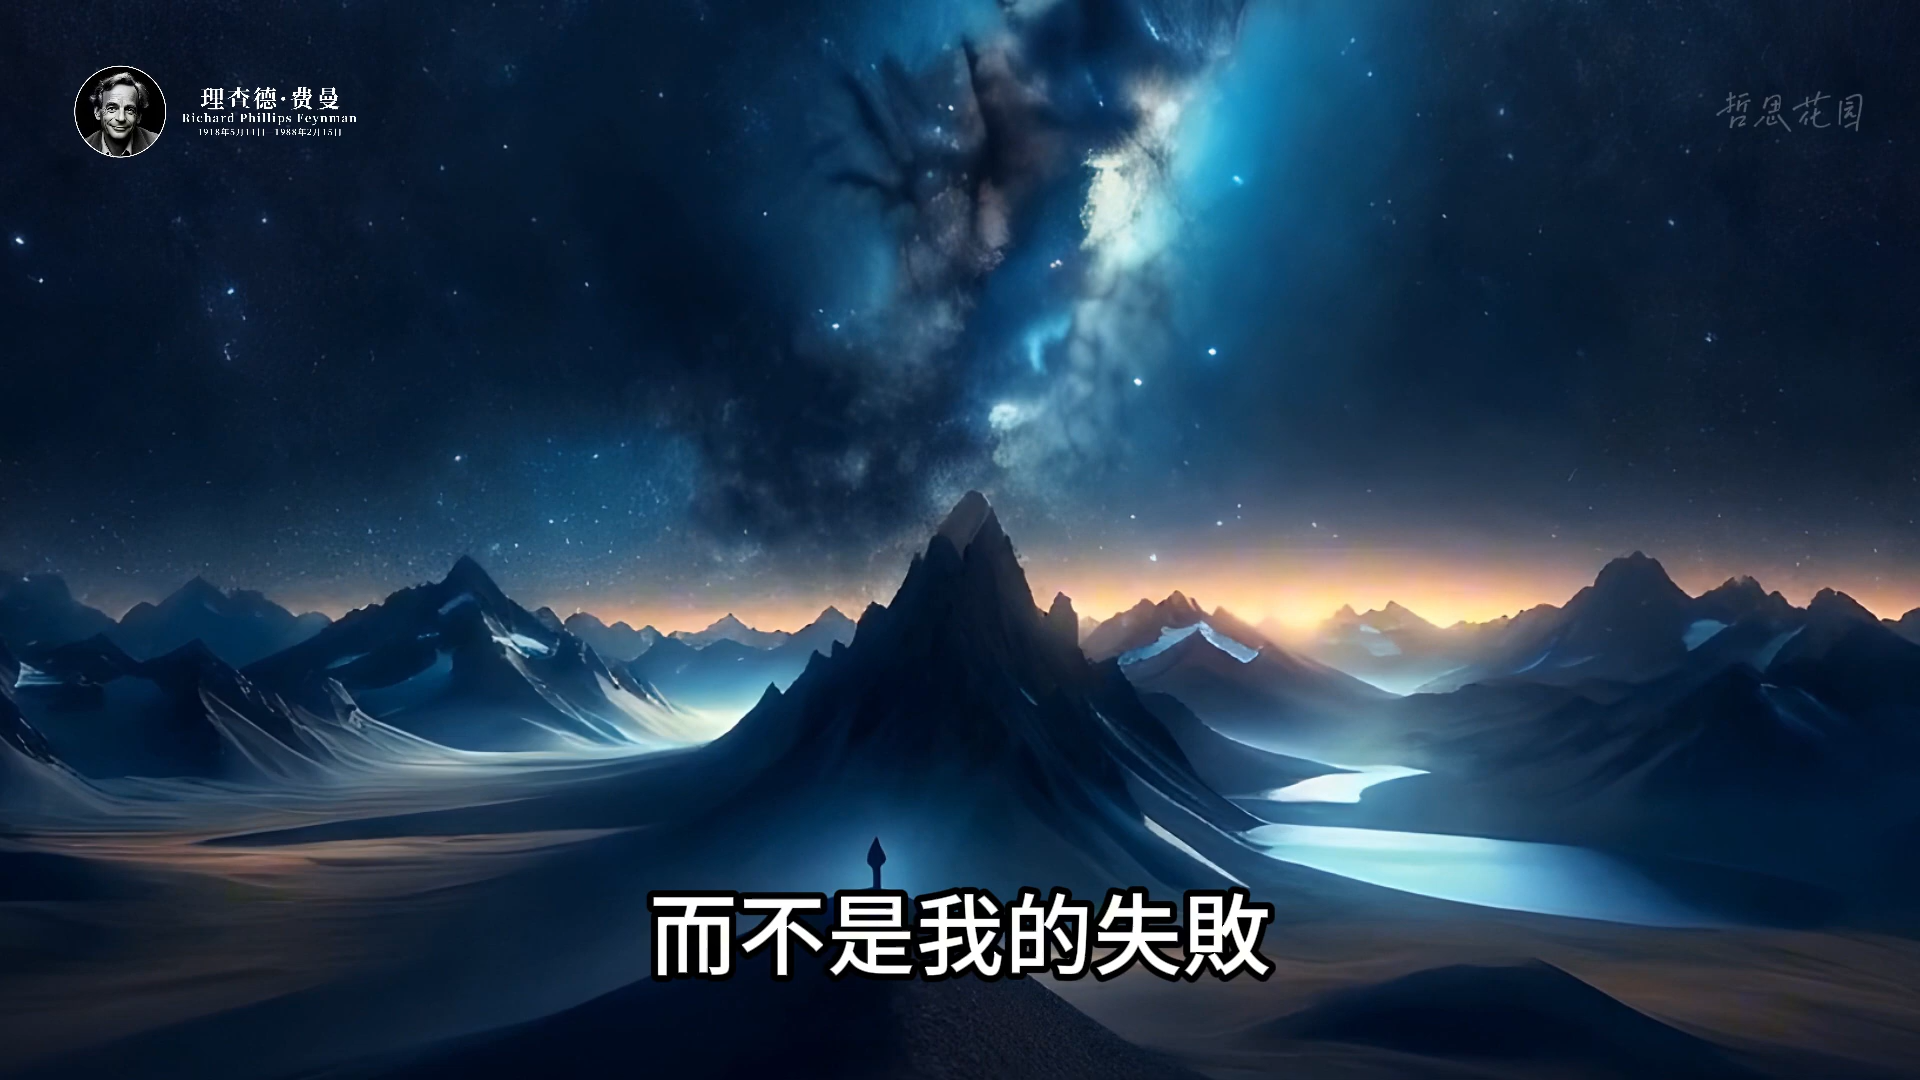 理查德·费曼
Richard Phillips Feynman
1918年5月11日—1988年2月15日
哲思花园
而不是我的失敗